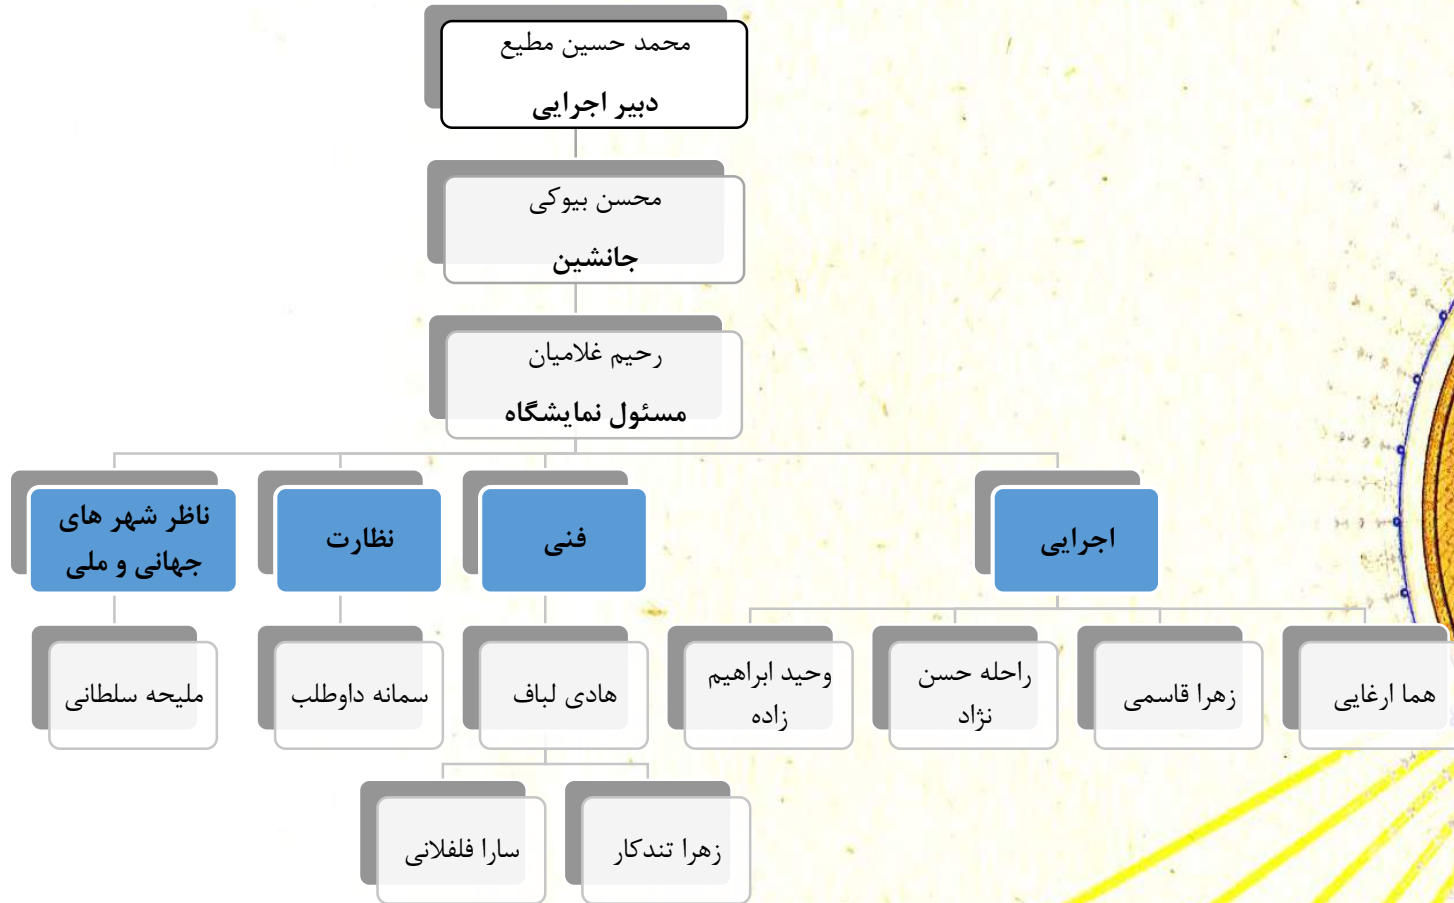 محمد حسین مطیع
دبیر اجرایی
محسن بیوکی
جانشین
رحیم غلامیان
مسئول نمایشگاه
اجرایی
فنی
نظارت
ناظر شهر های
جهانی و ملی
هما ارغایی
زهرا قاسمی
راحله حسن
نژاد
وحید ابراهیم
زاده
هادی لباف
سمانه داوطلب
ملیحه سلطانی
زهرا تندکار
سارا فلفلانی